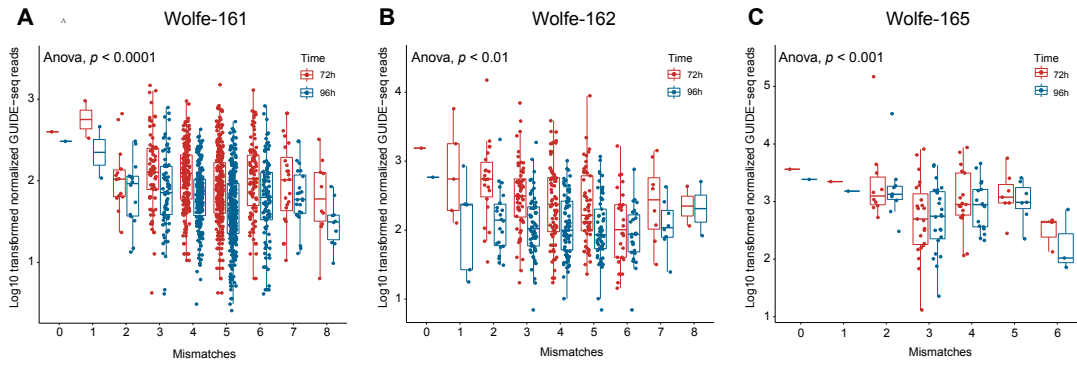 A
A
Wolfe-161
Anova, p < 0.0001
Time
72h
96h
Log10 transformed normalized GUIDE-seq reads
3
2
1
0 1 2 3 4 5 6 7 8
Mismatches
B
Wolfe-162
Anova, p < 0.01
Time
72h
96h
Log10 transformed normalized GUIDE-seq reads
4
3
2
1
0 1 2 3 4 5 6 7 8
Mismatches
C
Wolfe-165
Anova, p < 0.001
Time
72h
96h
Log10 transformed normalized GUIDE-seq reads
5
4
3
2
1
0 1 2 3 4 5 6
Mismatches